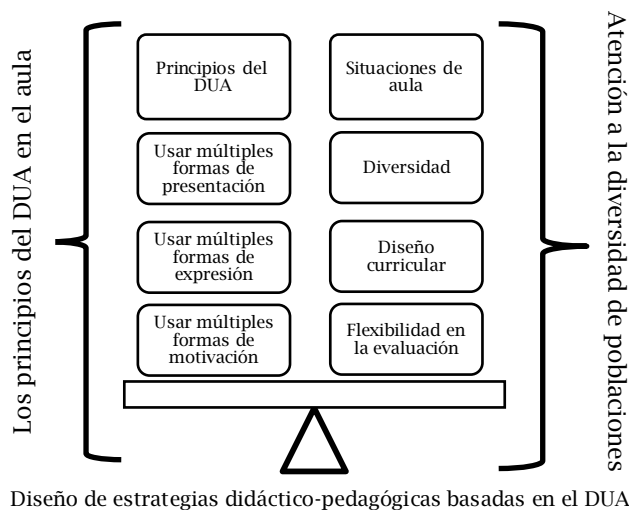 Los principios del DUA en el aula
Principios del
DUA
Usar múltiples
formas de
presentación
Usar múltiples
formas de
expresión
Usar múltiples
formas de
motivación
Situaciones de
aula
Diversidad
Diseño
curricular
Flexibilidad en
la evaluación
Atención a la diversidad de poblaciones
Diseño de estrategias didáctico-pedagógicas basadas en el DUA